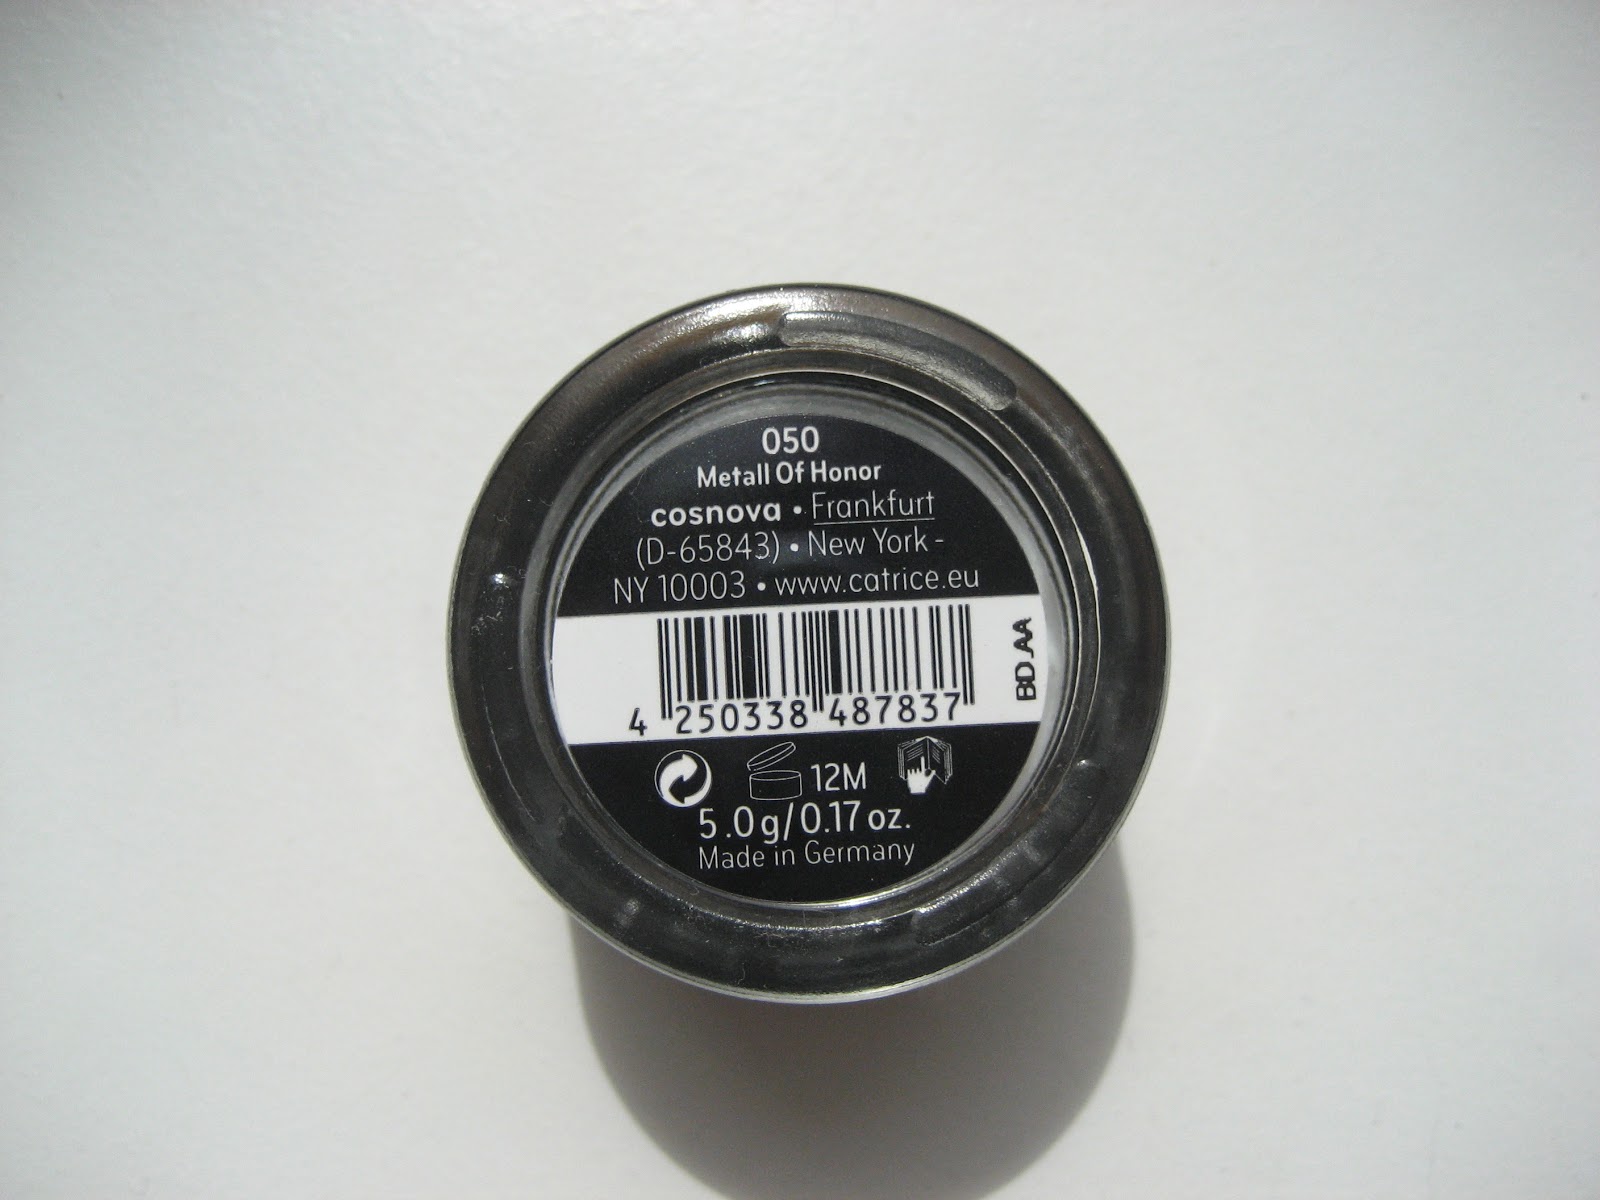 050
Metall Of Honor
cosnova • Frankfurt
(D-65843) • New York -
NY 10003 • www.catrice.eu
BD AA
4 250338 487837
12M
5.0g/0.17 oz.
Made in Germany